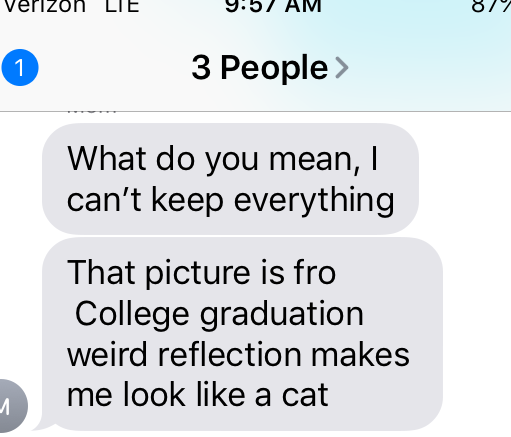 verizon LTE 9:57 AM 87%
1 3 People >
Mom
What do you mean, I
can't keep everything
That picture is fro
College graduation
weird reflection makes
me look like a cat
M